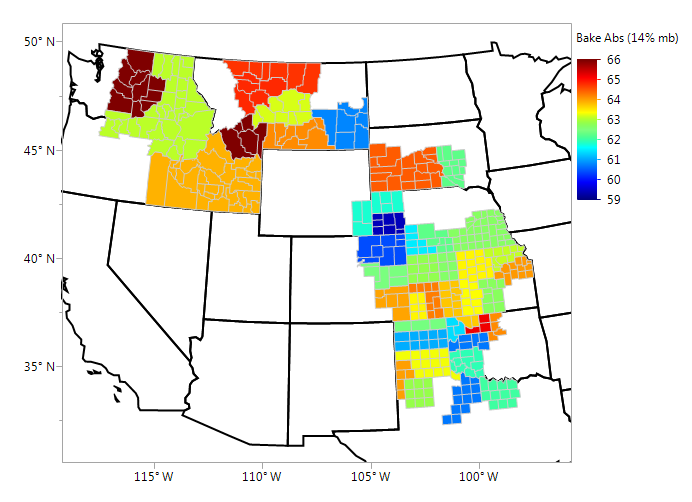 Bake Abs (14% mb)
50° N
45° N
40° N
35° N
66
65
64
63
62
61
60
59
115° W
110° W
105° W
100° W